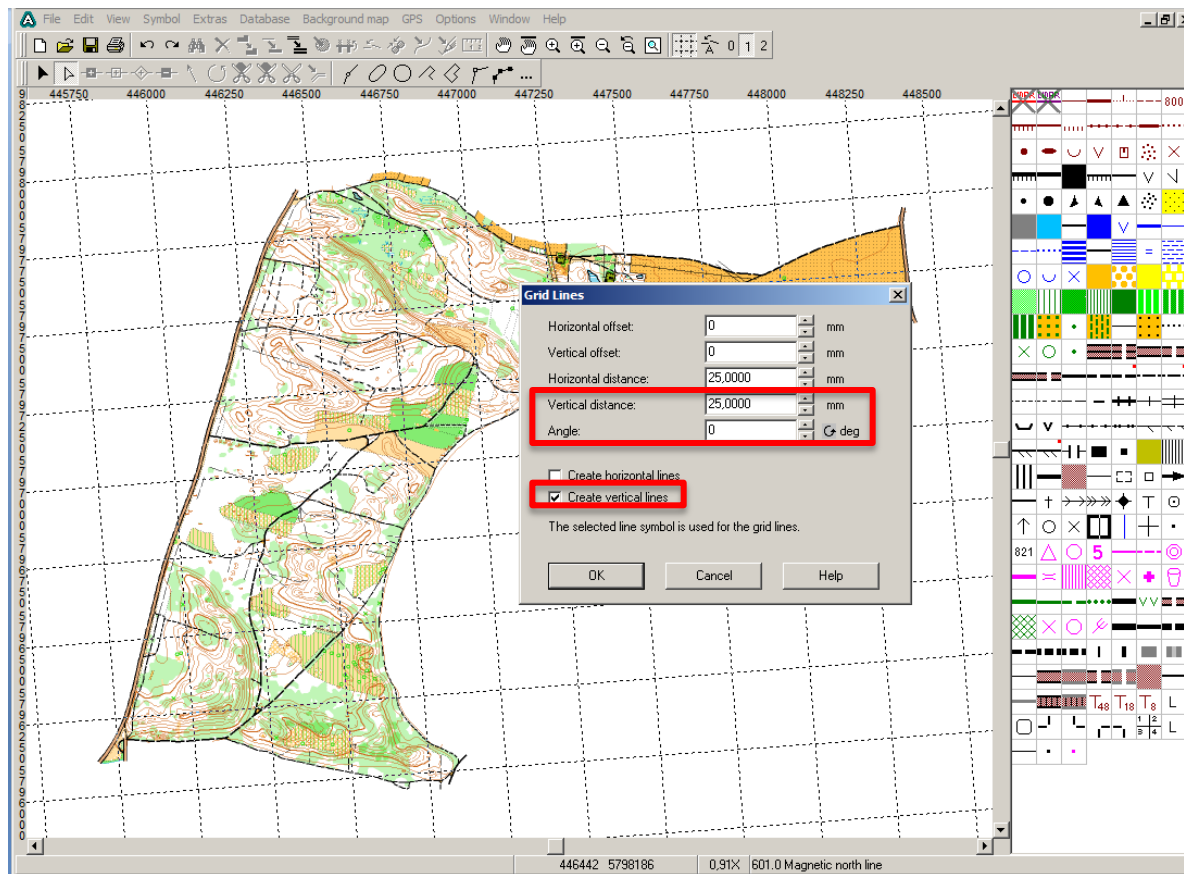 File Edit View Symbol Extras Database Background map GPS Options Window Help
A 0 1 2
445750 446000 446250 446500 446750 447000 447250 447500 447750 448000 448250 448500
800
Grid Lines
Horizontal offset: 0 mm
Vertical offset: 0 mm
Horizontal distance: 25,0000 mm
Vertical distance: 25,0000 mm
Angle: 0 deg
Create horizontal lines
Create vertical lines
The selected line symbol is used for the grid lines.
OK Cancel Help
821 5
T48 T18 T8 L
1 2
3 4 L
446442 5798186 0,91X 601.0 Magnetic north line